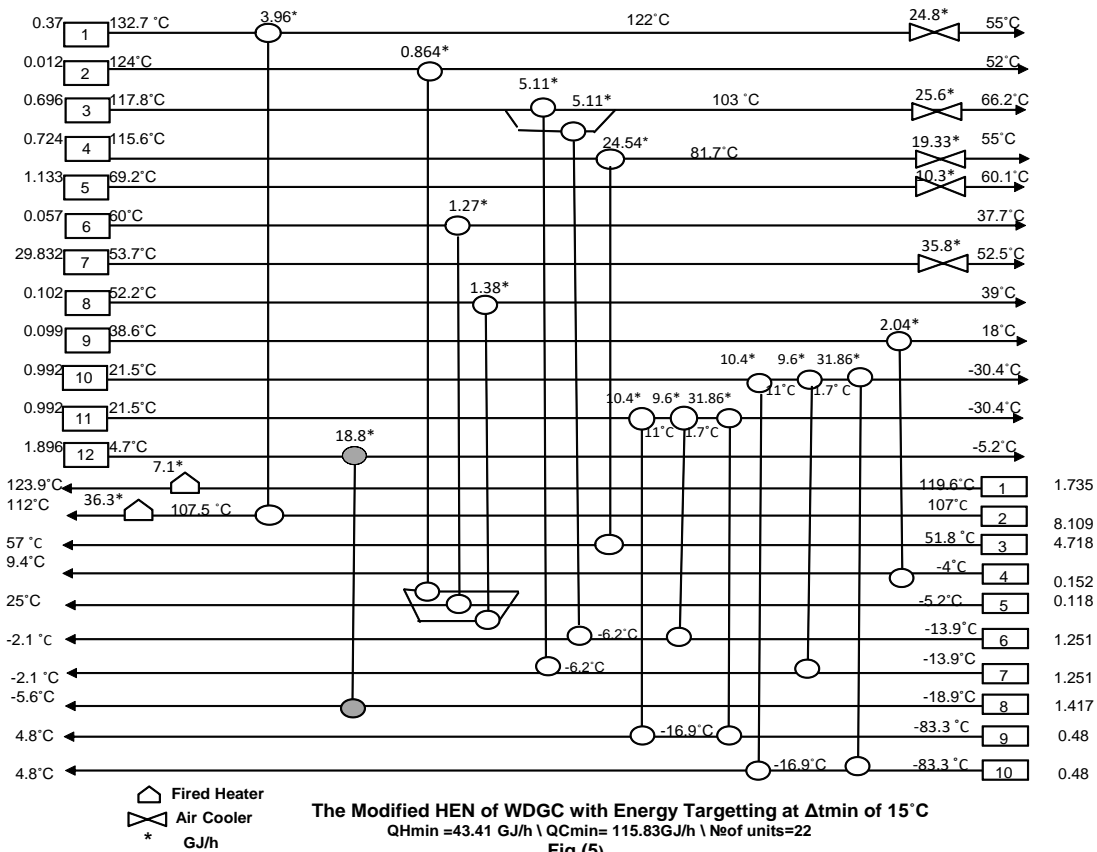 3.96* 24.8*
0.37 1 132.7 °C 122°C 55°C
0.864*
0.012 2 124°C 52°C
5.11* 5.11* 25.6*
0.696 3 117.8°C 103 °C 66.2°C
24.54* 19.33*
0.724 4 115.6°C 81.7°C 55°C
10.3*
1.133 5 69.2°C 60.1°C
1.27*
0.057 6 60°C 37.7°C
29.832 7 53.7°C 35.8* 52.5°C
1.38*
0.102 8 52.2°C 39°C
2.04*
0.099 9 38.6°C 18°C
10.4* 9.6* 31.86*
0.992 10 21.5°C 11°C 1.7°C -30.4°C
10.4* 9.6* 31.86*
0.992 11 21.5°C 11°C 1.7°C -30.4°C
18.8*
1.896 12 4.7°C -5.2°C
7.1*
123.9°C 119.6°C 1 1.735
36.3*
112°C 107.5 °C 107°C 2 8.109
57 °C 51.8 °C 3 4.718
9.4°C -4°C 4 0.152
25°C -5.2°C 5 0.118
-2.1 °C -6.2°C -13.9°C 6 1.251
-2.1 °C -6.2°C -13.9°C 7 1.251
-5.6°C -18.9°C 8 1.417
4.8°C -16.9°C -83.3 °C 9 0.48
4.8°C -16.9°C -83.3 °C 10 0.48
Fired Heater
Air Cooler
* GJ/h
The Modified HEN of WDGC with Energy Targetting at Δtmin of 15°C
QHmin =43.41 GJ/h \ QCmin= 115.83GJ/h \ №of units=22
Fig (5)